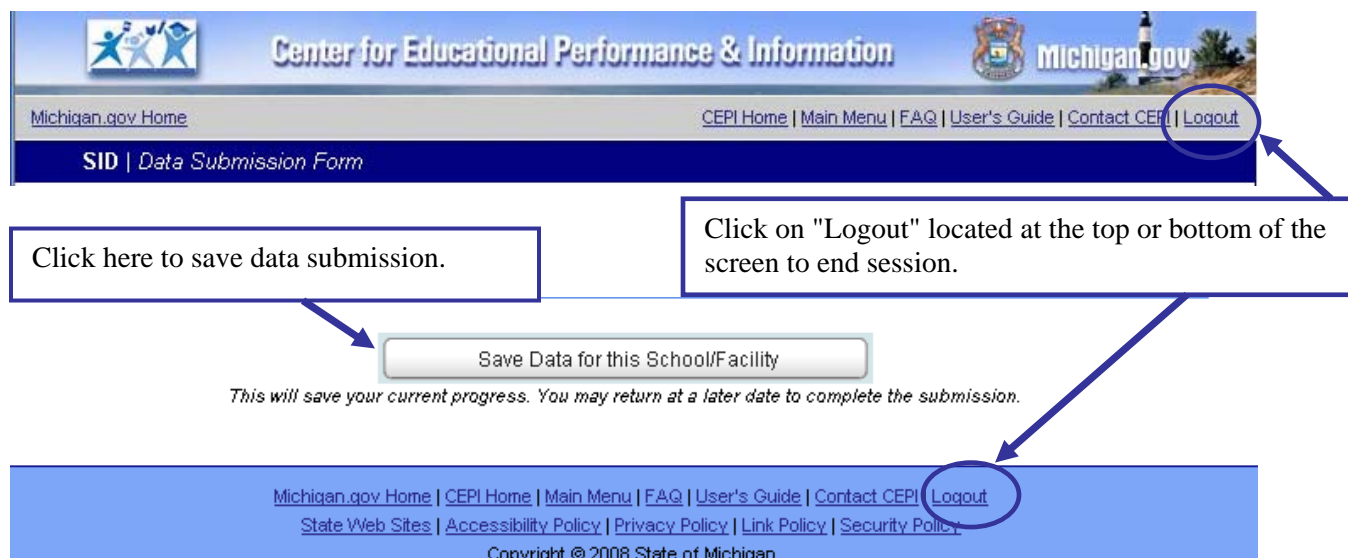 Center for Educational Performance & Information
Michigan.gov
Michigan.gov Home
CEPI Home | Main Menu | FAQ | User's Guide | Contact CEPI | Logout
SID | Data Submission Form
Click here to save data submission.
Click on "Logout" located at the top or bottom of the
screen to end session.
Save Data for this School/Facility
This will save your current progress. You may return at a later date to complete the submission.
Michigan.gov Home | CEPI Home | Main Menu | FAQ | User's Guide | Contact CEPI | Logout
State Web Sites | Accessibility Policy | Privacy Policy | Link Policy | Security Policy
Copyright © 2008 State of Michigan